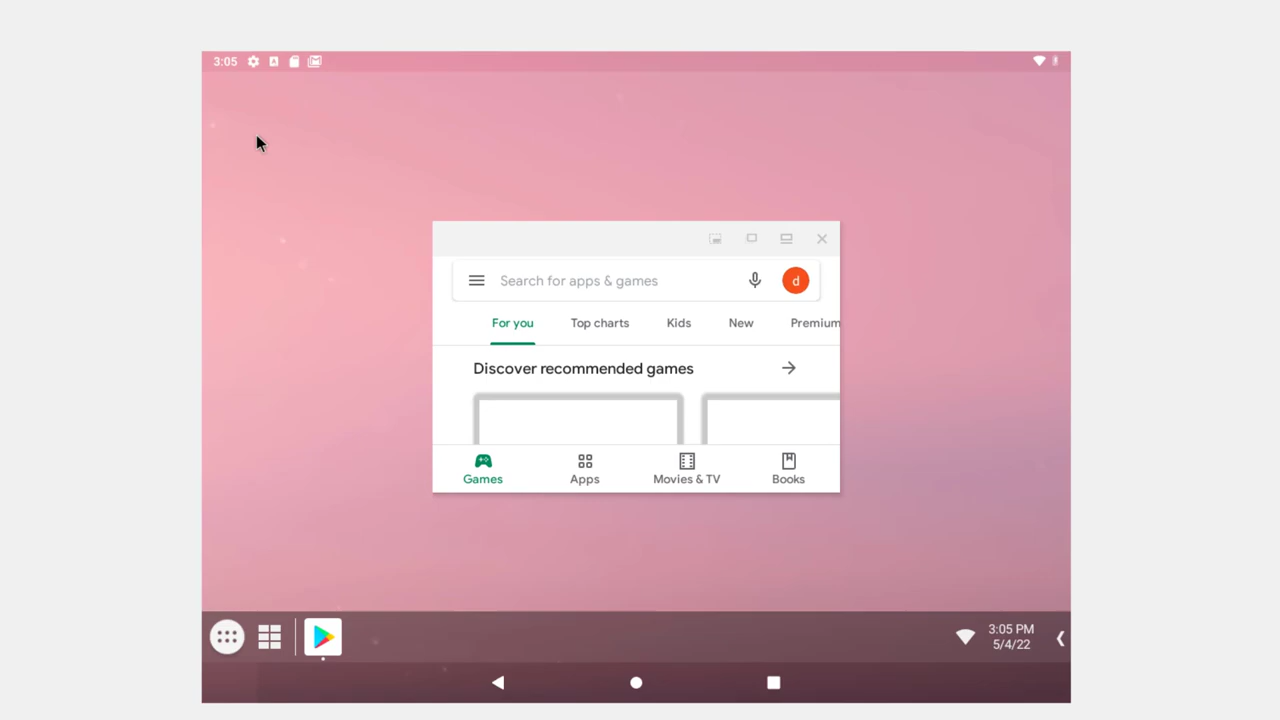 3:05
Search for apps & games
d
For you Top charts Kids New Premium
Discover recommended games
Games Apps Movies & TV Books
3:05 PM
5/4/22